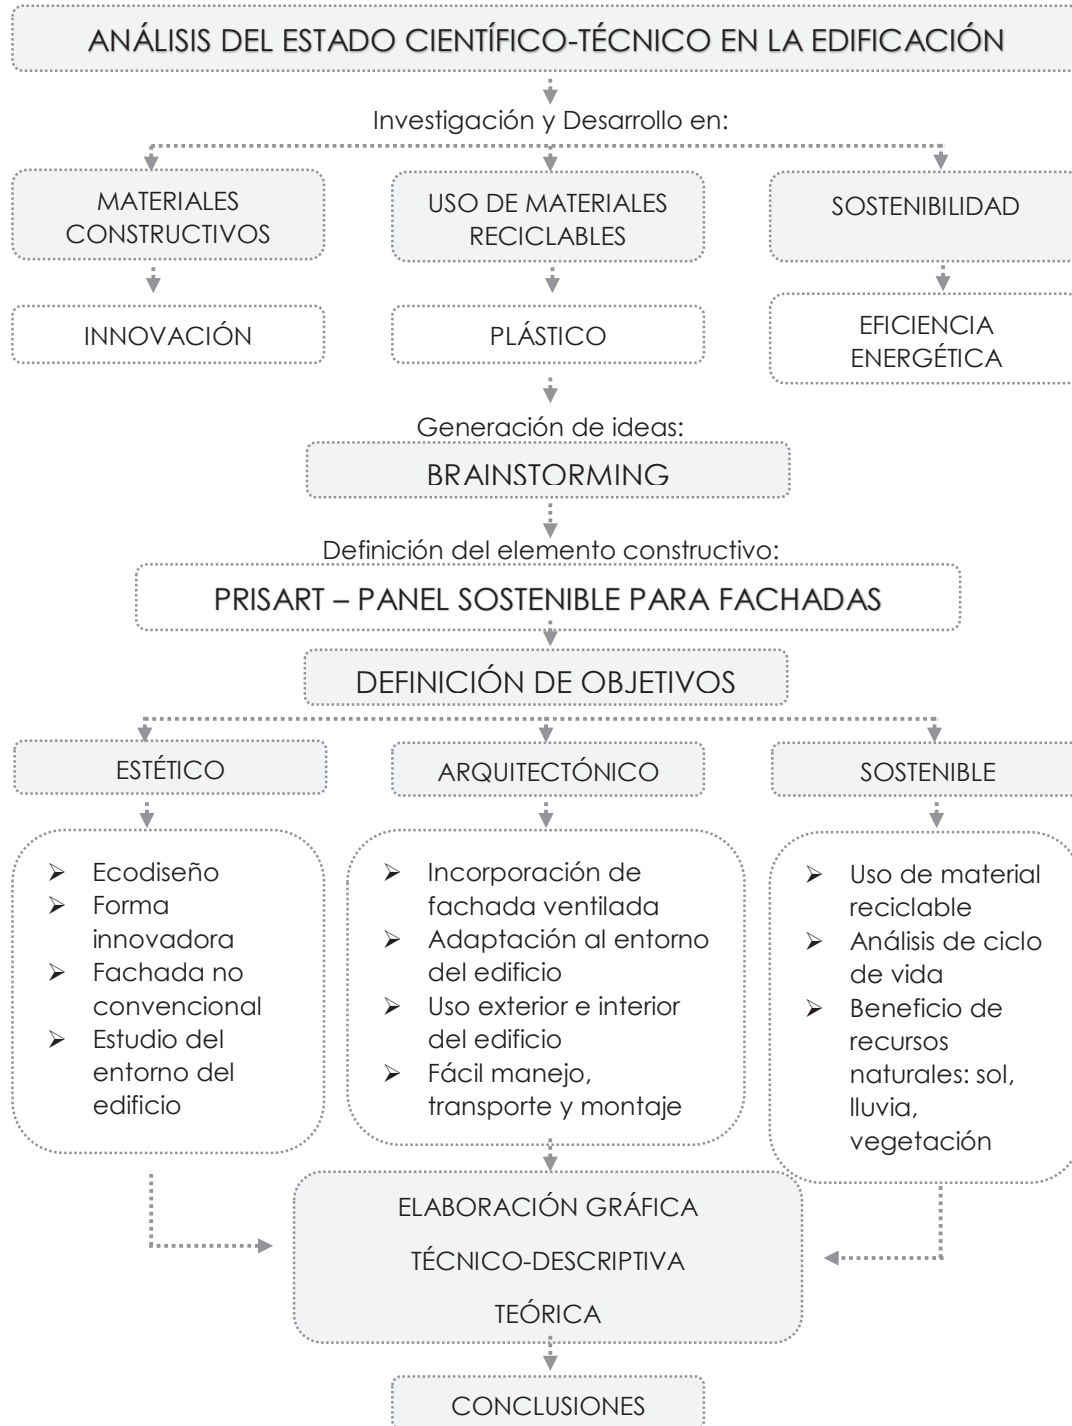 ANÁLISIS DEL ESTADO CIENTÍFICO-TÉCNICO EN LA EDIFICACIÓN
Investigación y Desarrollo en:
MATERIALES
CONSTRUCTIVOS
USO DE MATERIALES
RECICLABLES
SOSTENIBILIDAD
INNOVACIÓN
PLÁSTICO
EFICIENCIA
ENERGÉTICA
Generación de ideas:
BRAINSTORMING
Definición del elemento constructivo:
PRISART – PANEL SOSTENIBLE PARA FACHADAS
DEFINICIÓN DE OBJETIVOS
ESTÉTICO
ARQUITECTÓNICO
SOSTENIBLE
➢ Ecodiseño
➢ Forma
innovadora
➢ Fachada no
convencional
➢ Estudio del
entorno del
edificio
➢ Incorporación de
fachada ventilada
➢ Adaptación al entorno
del edificio
➢ Uso exterior e interior
del edificio
➢ Fácil manejo,
transporte y montaje
➢ Uso de material
reciclable
➢ Análisis de ciclo
de vida
➢ Beneficio de
recursos
naturales: sol,
lluvia,
vegetación
ELABORACIÓN GRÁFICA
TÉCNICO-DESCRIPTIVA
TEÓRICA
CONCLUSIONES